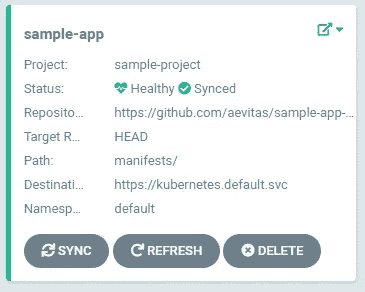 sample-app
Project: sample-project
Status: Healthy Synced
Reposito... https://github.com/aevitas/sample-app-...
Target R... HEAD
Path: manifests/
Destinati... https://kubernetes.default.svc
Namesp... default
SYNC REFRESH DELETE